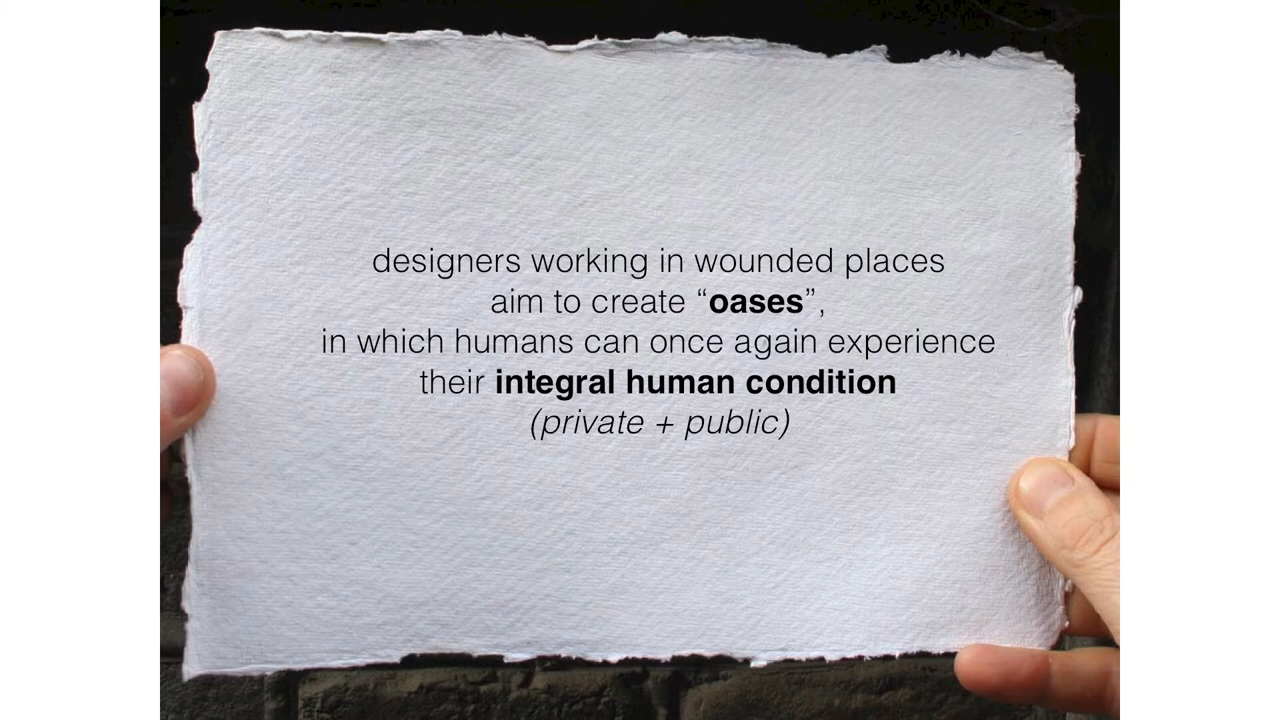 designers working in wounded places
aim to create “oases”,
in which humans can once again experience
their integral human condition
(private + public)